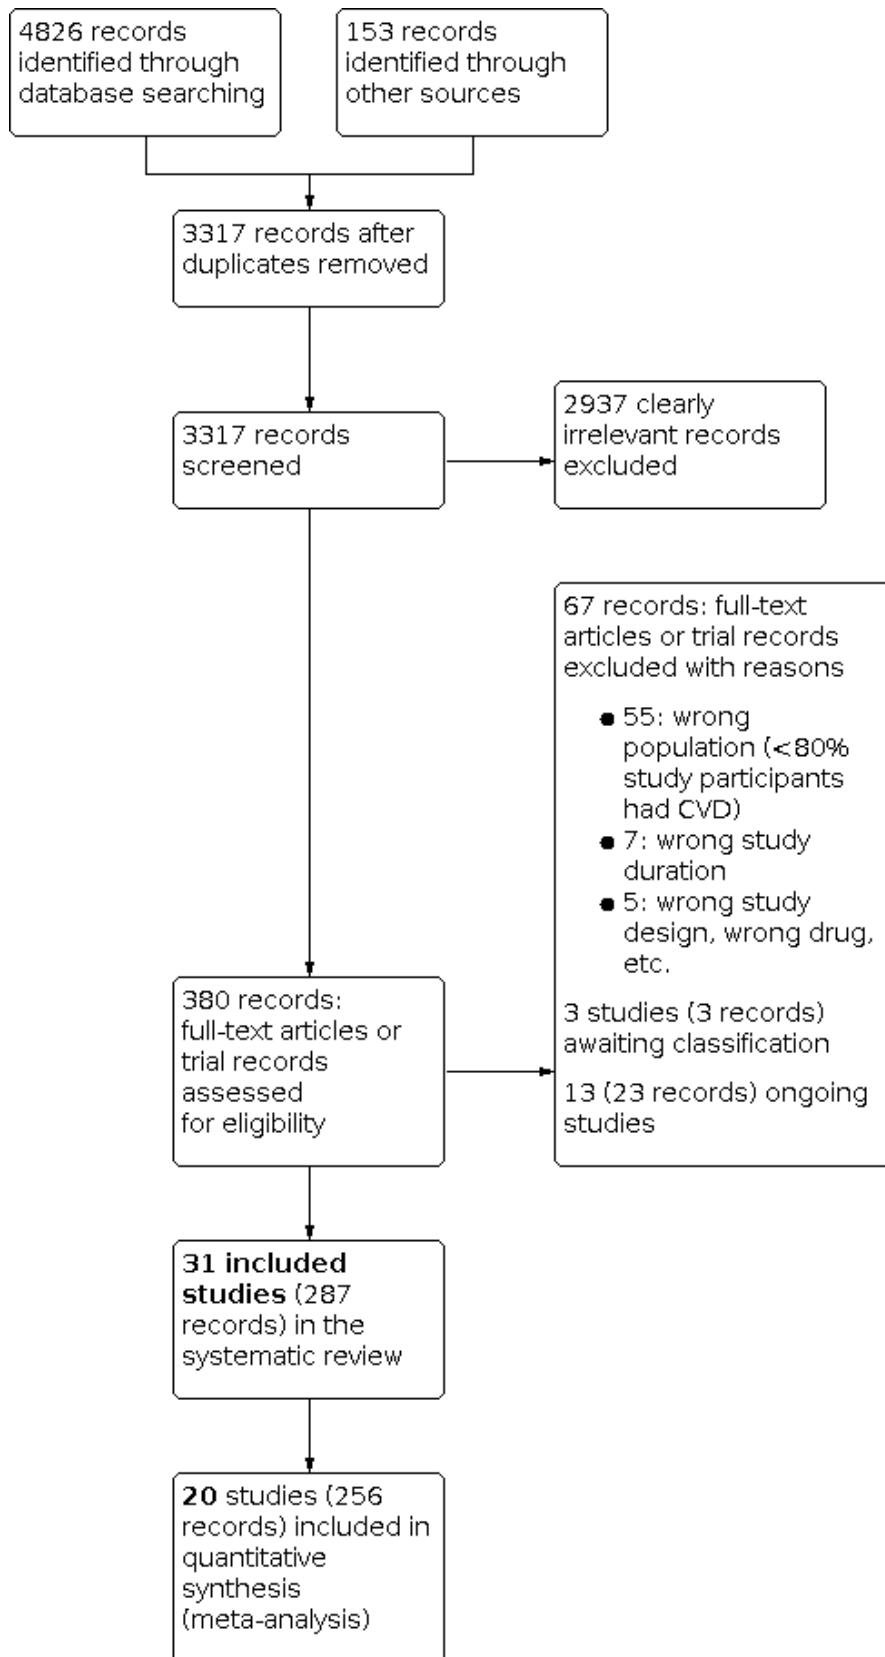 4826 records
identified through
database searching
153 records
identified through
other sources
3317 records after
duplicates removed
3317 records
screened
2937 clearly
irrelevant records
excluded
67 records: full-text
articles or trial records
excluded with reasons
● 55: wrong
population (<80%
study participants
had CVD)
● 7: wrong study
duration
● 5: wrong study
design, wrong drug,
etc.
3 studies (3 records)
awaiting classification
13 (23 records) ongoing
studies
380 records:
full-text articles or
trial records
assessed
for eligibility
31 included
studies (287
records) in the
systematic review
20 studies (256
records) included in
quantitative
synthesis
(meta-analysis)